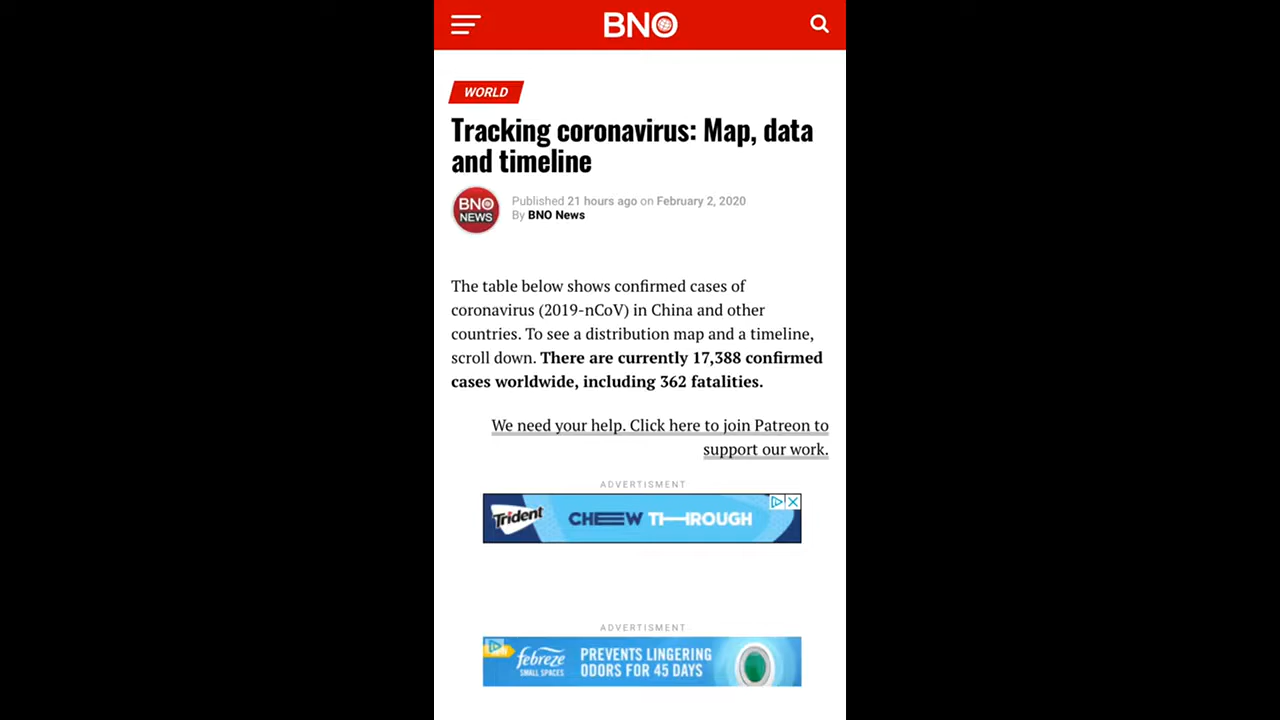 BNO
WORLD
Tracking coronavirus: Map, data
and timeline
BNO
NEWS
Published 21 hours ago on February 2, 2020
By BNO News
The table below shows confirmed cases of
coronavirus (2019-nCoV) in China and other
countries. To see a distribution map and a timeline,
scroll down. There are currently 17,388 confirmed
cases worldwide, including 362 fatalities.
We need your help. Click here to join Patreon to
support our work.
ADVERTISMENT
Trident CHEW THROUGH
ADVERTISMENT
febreze
SMALL SPACES
PREVENTS LINGERING
ODORS FOR 45 DAYS